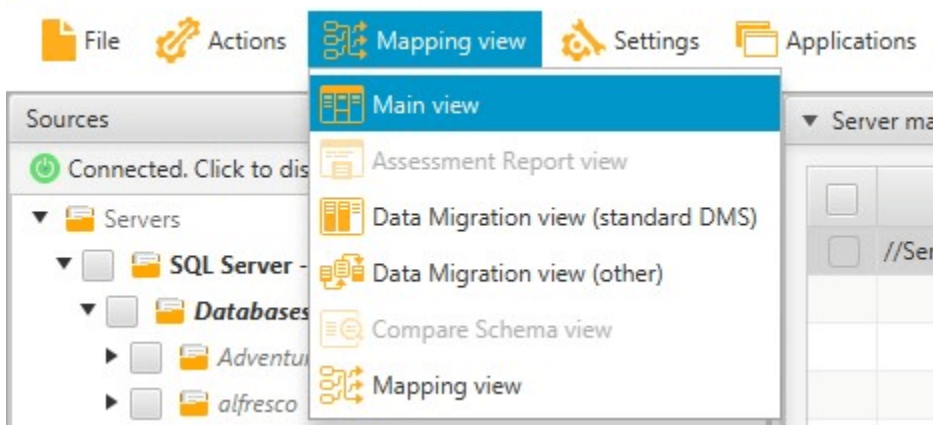 File Actions Mapping view Settings Applications
Main view
Assessment Report view
Data Migration view (standard DMS)
Data Migration view (other)
Compare Schema view
Mapping view
Sources
Connected. Click to dis
Servers
SQL Server -
Databases
Adventu
alfresco
Server ma
//Ser